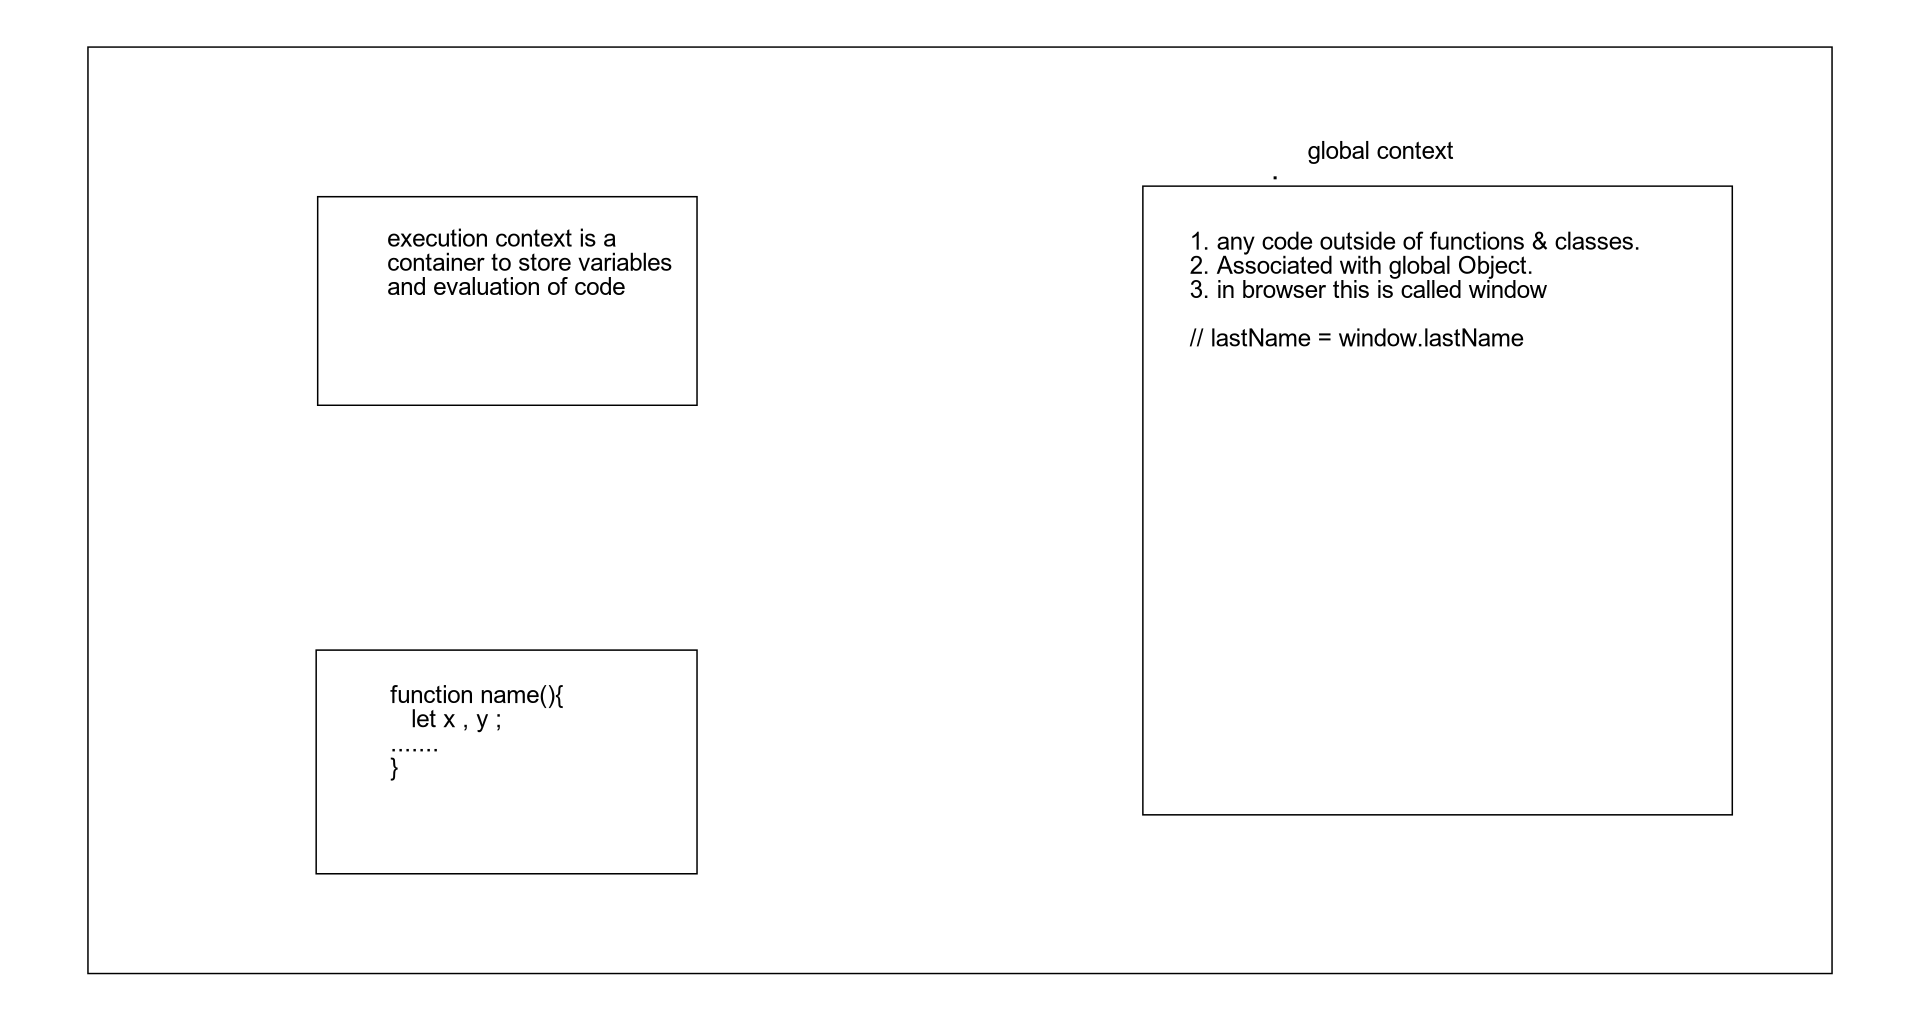 execution context is a
container to store variables
and evaluation of code
function name(){
let x , y ;
.......
}
global context
.
1. any code outside of functions & classes.
2. Associated with global Object.
3. in browser this is called window
// lastName = window.lastName